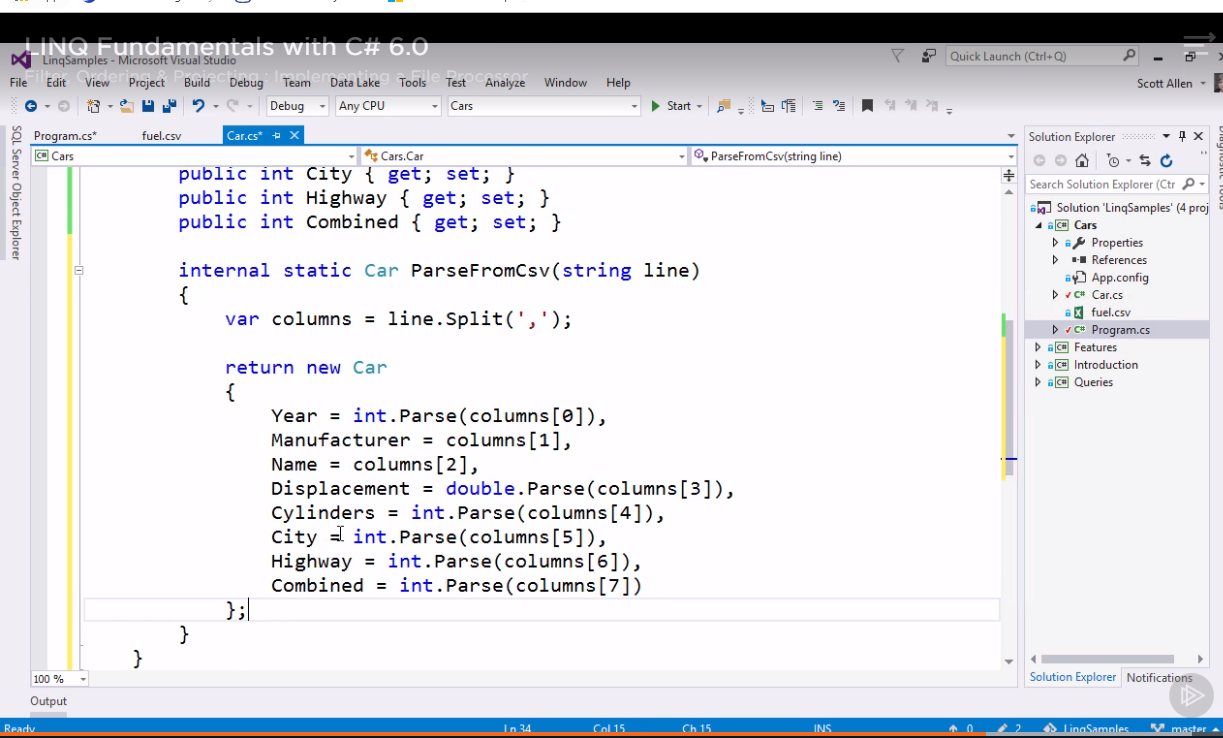 LINQ Fundamentals with C# 6.0
LinqSamples - Microsoft Visual Studio
Quick Launch (Ctrl+Q)
Filter, Ordering & Projecting : Implementing a File Processor
File Edit View Project Build Debug Team Data Lake Tools Test Analyze Window Help
Scott Allen
Debug Any CPU Cars Start
SQL Server Object Explorer
Program.cs* fuel.csv Car.cs*
Cars Cars.Car ParseFromCsv(string line)
public int City { get; set; }
public int Highway { get; set; }
public int Combined { get; set; }
internal static Car ParseFromCsv(string line)
{
var columns = line.Split(',');
return new Car
{
Year = int.Parse(columns[0]),
Manufacturer = columns[1],
Name = columns[2],
Displacement = double.Parse(columns[3]),
Cylinders = int.Parse(columns[4]),
City = int.Parse(columns[5]),
Highway = int.Parse(columns[6]),
Combined = int.Parse(columns[7])
};
}
}
100 %
Output
Solution Explorer
Search Solution Explorer (Ctr
Solution 'LinqSamples' (4 proj
Cars
Properties
References
App.config
Car.cs
fuel.csv
Program.cs
Features
Introduction
Queries
Solution Explorer Notifications
Ready Ln 34 Col 15 Ch 15 INS 0 2 LinqSamples master